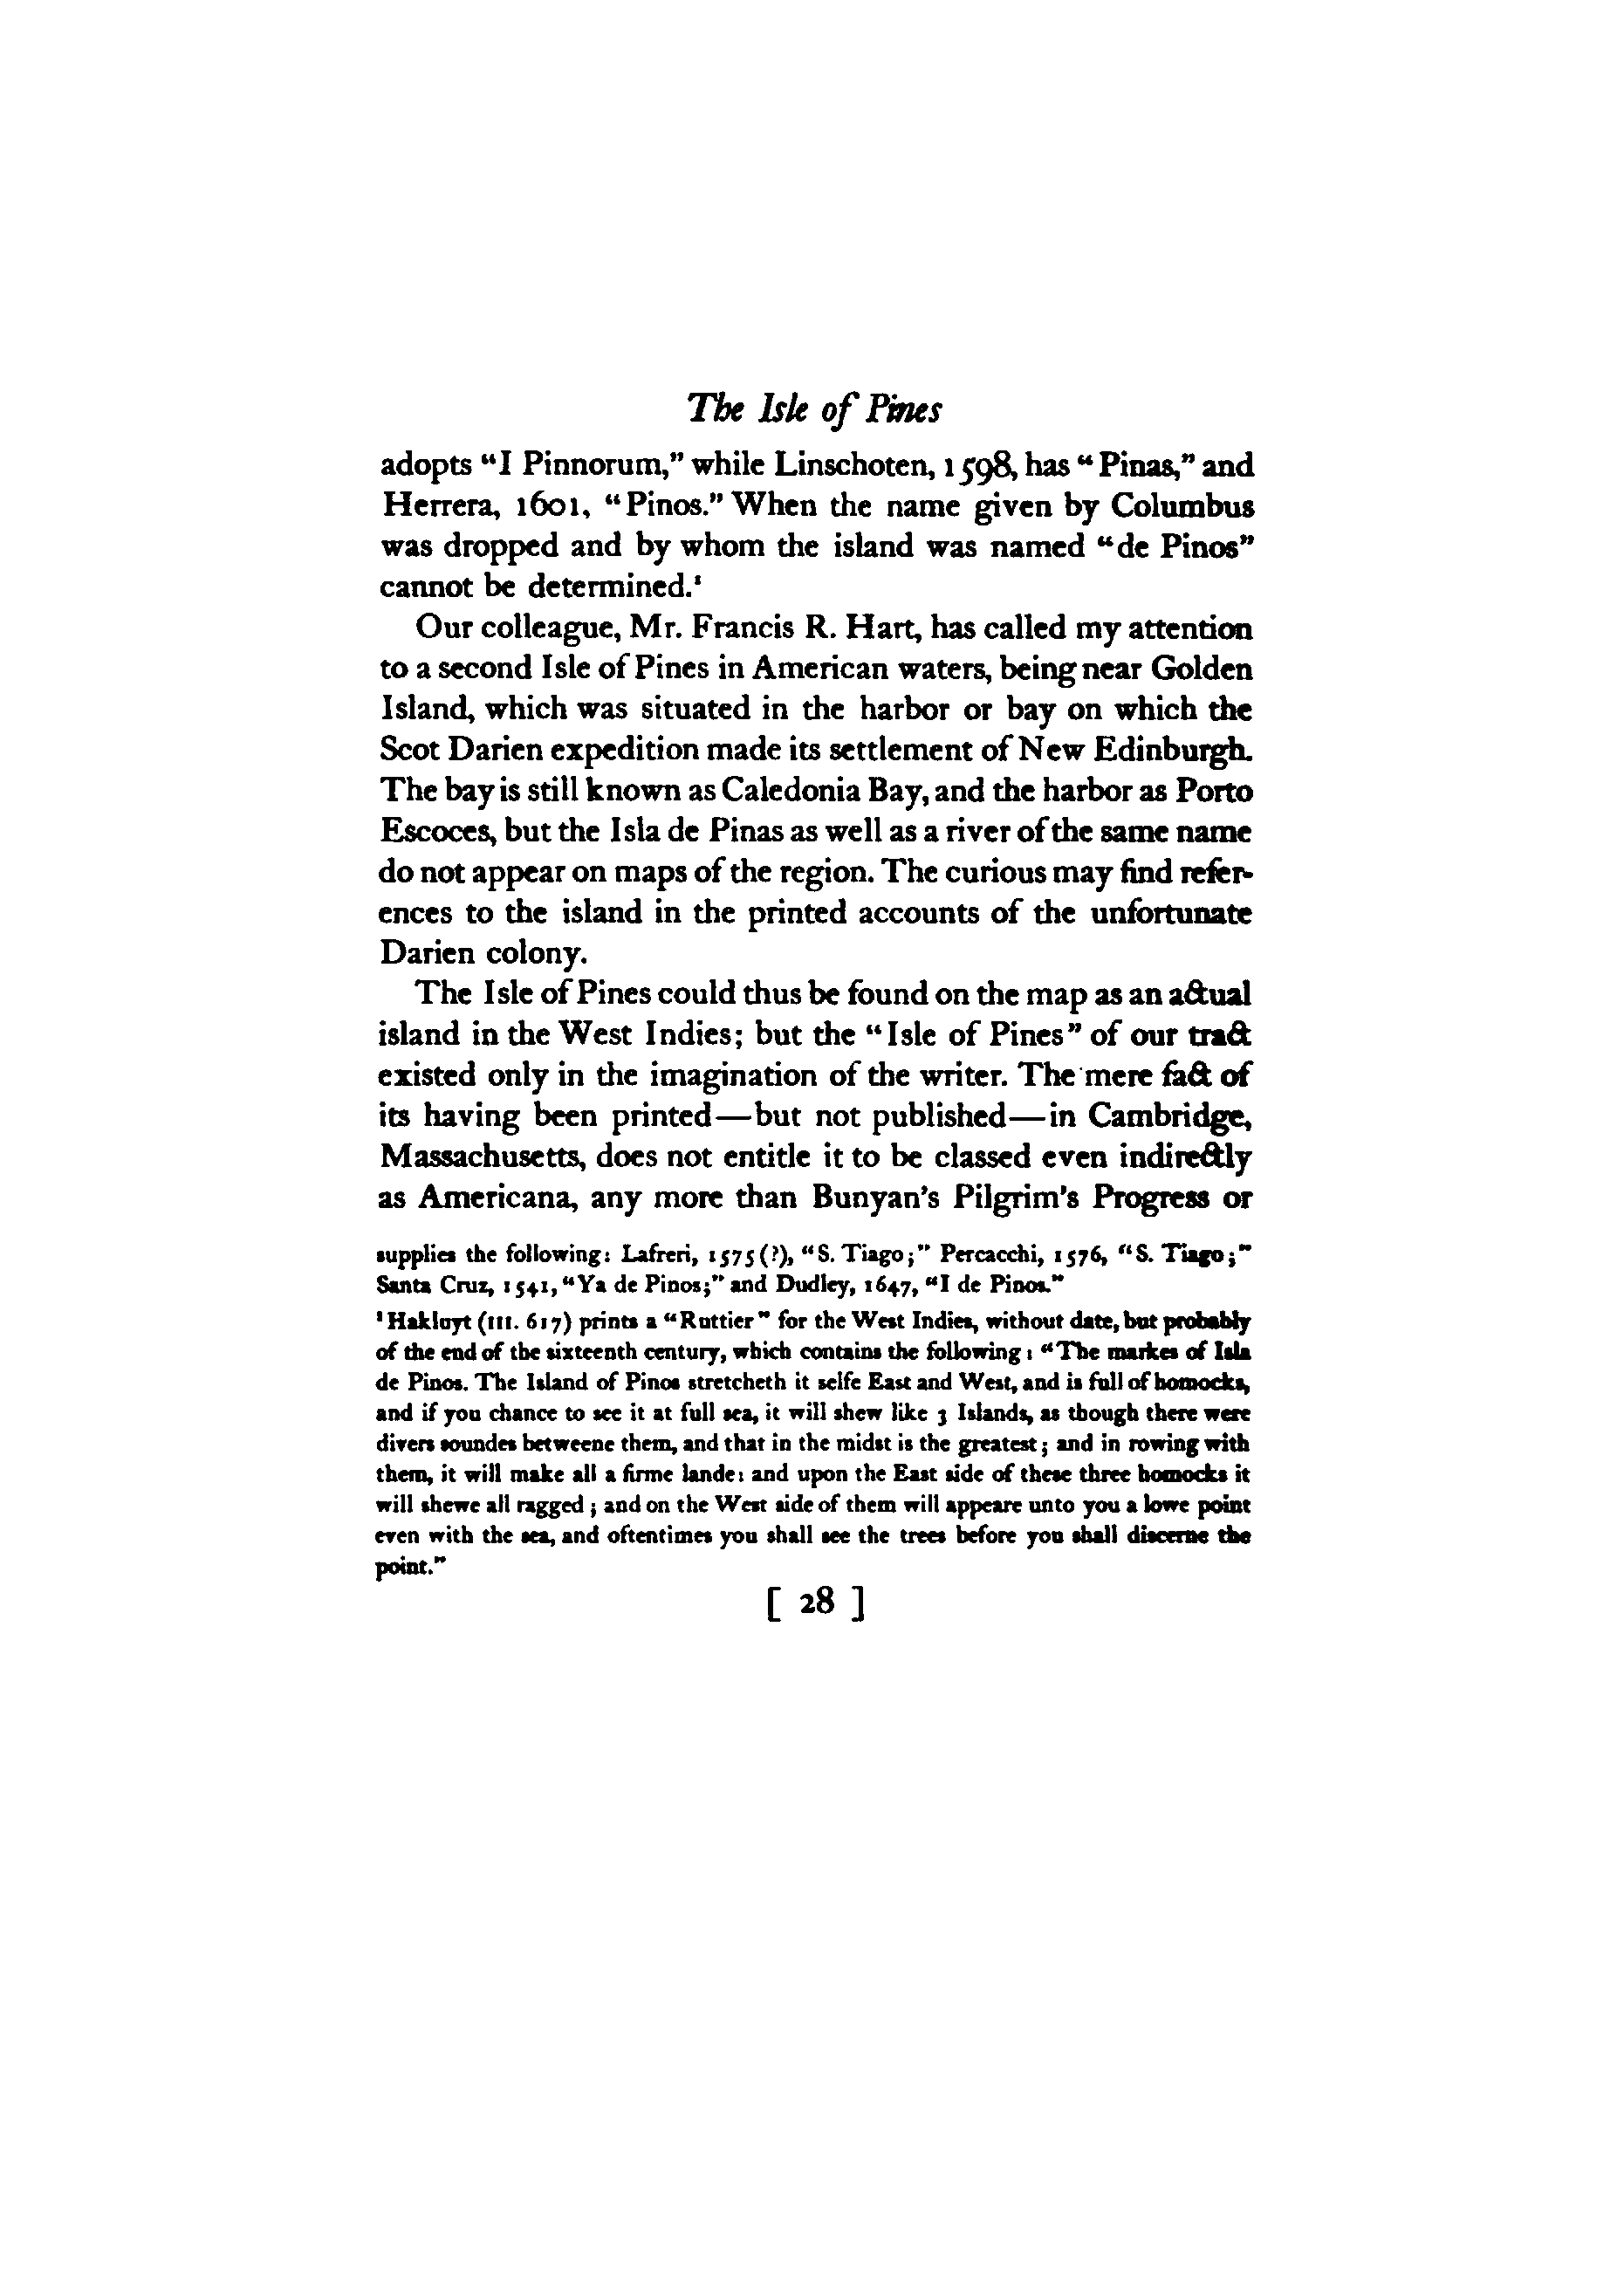 The Isle of Pines
adopts “I Pinnorum,” while Linschoten, 1598, has “Pinas,” and
Herrera, 1601, “Pinos.” When the name given by Columbus
was dropped and by whom the island was named “de Pinos”
cannot be determined.¹
Our colleague, Mr. Francis R. Hart, has called my attention
to a second Isle of Pines in American waters, being near Golden
Island, which was situated in the harbor or bay on which the
Scot Darien expedition made its settlement of New Edinburgh.
The bay is still known as Caledonia Bay, and the harbor as Porto
Escoces, but the Isla de Pinas as well as a river of the same name
do not appear on maps of the region. The curious may find refer-
ences to the island in the printed accounts of the unfortunate
Darien colony.
The Isle of Pines could thus be found on the map as an actual
island in the West Indies; but the “Isle of Pines” of our tract
existed only in the imagination of the writer. The mere fact of
its having been printed—but not published—in Cambridge,
Massachusetts, does not entitle it to be classed even indirectly
as Americana, any more than Bunyan’s Pilgrim’s Progress or
supplies the following: Lafreri, 1575(?), “S. Tiago;” Percacchi, 1576, “S. Tiago;”
Santa Cruz, 1541, “Ya de Pinos;” and Dudley, 1647, “I de Pinos.”
¹ Hakluyt (III. 617) prints a “Ruttier” for the West Indies, without date, but probably
of the end of the sixteenth century, which contains the following: “The markes of Isla
de Pinos. The Island of Pinos stretcheth it selfe East and West, and is full of homocks,
and if you chance to see it at full sea, it will shew like 3 Islands, as though there were
divers soundes betweene them, and that in the midst is the greatest; and in rowing with
them, it will make all a firme lande: and upon the East side of these three homocks it
will shewe all ragged; and on the West side of them will appeare unto you a lowe point
even with the sea, and oftentimes you shall see the trees before you shall discerne the
point.”
[ 28 ]